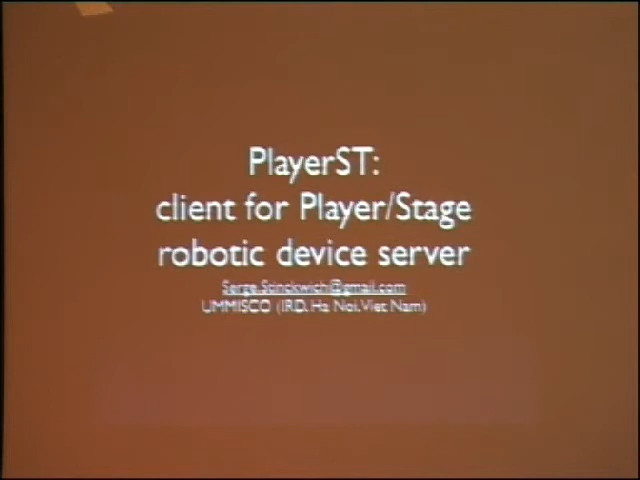 PlayerST:
client for Player/Stage
robotic device server
Serge.Stinckwich@gmail.com
UMMISCO (IRD, Ha Noi, Viet Nam)